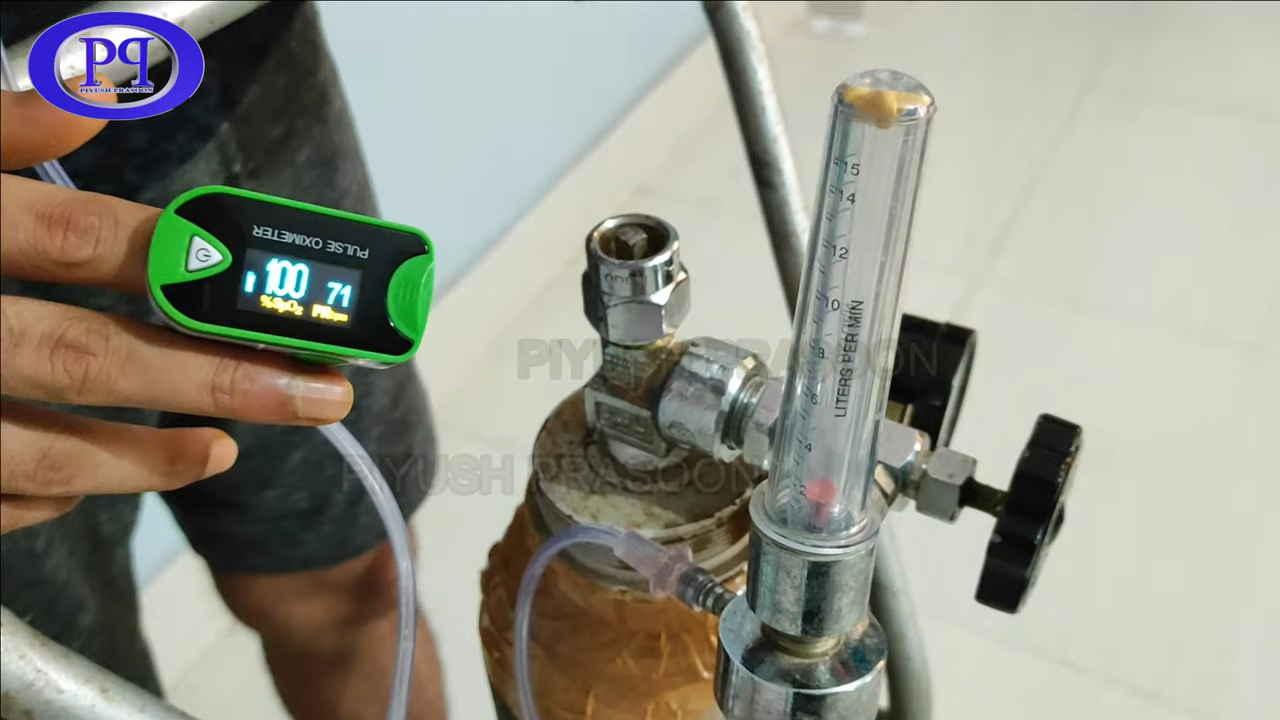 Pq
PIYUSH PRASOON
PULSE OXIMETER
100 71
%SpO₂ PRbpm
15
14
12
10
8
6
4
2
LITERS PER MIN
PIYUSH PRASOON
PIYUSH PRASOON